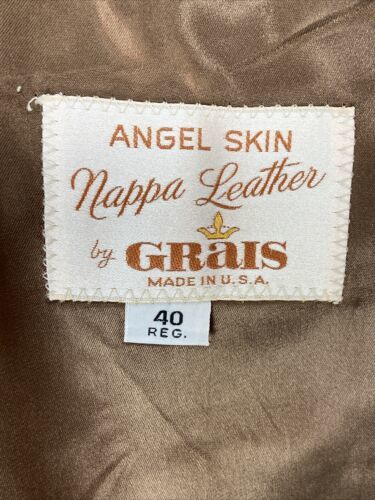 ANGEL SKIN
Nappa Leather
by GRaIS
MADE IN U.S.A.
40
REG.